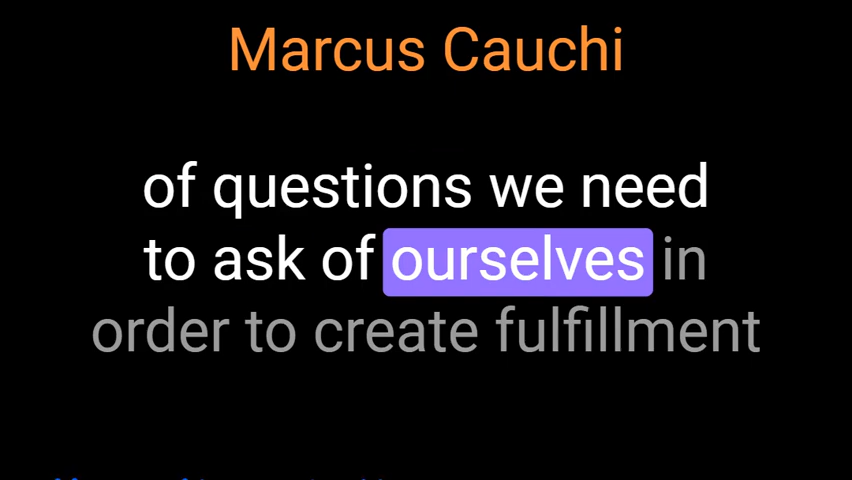 Marcus Cauchi
of questions we need
to ask of ourselves in
order to create fulfillment